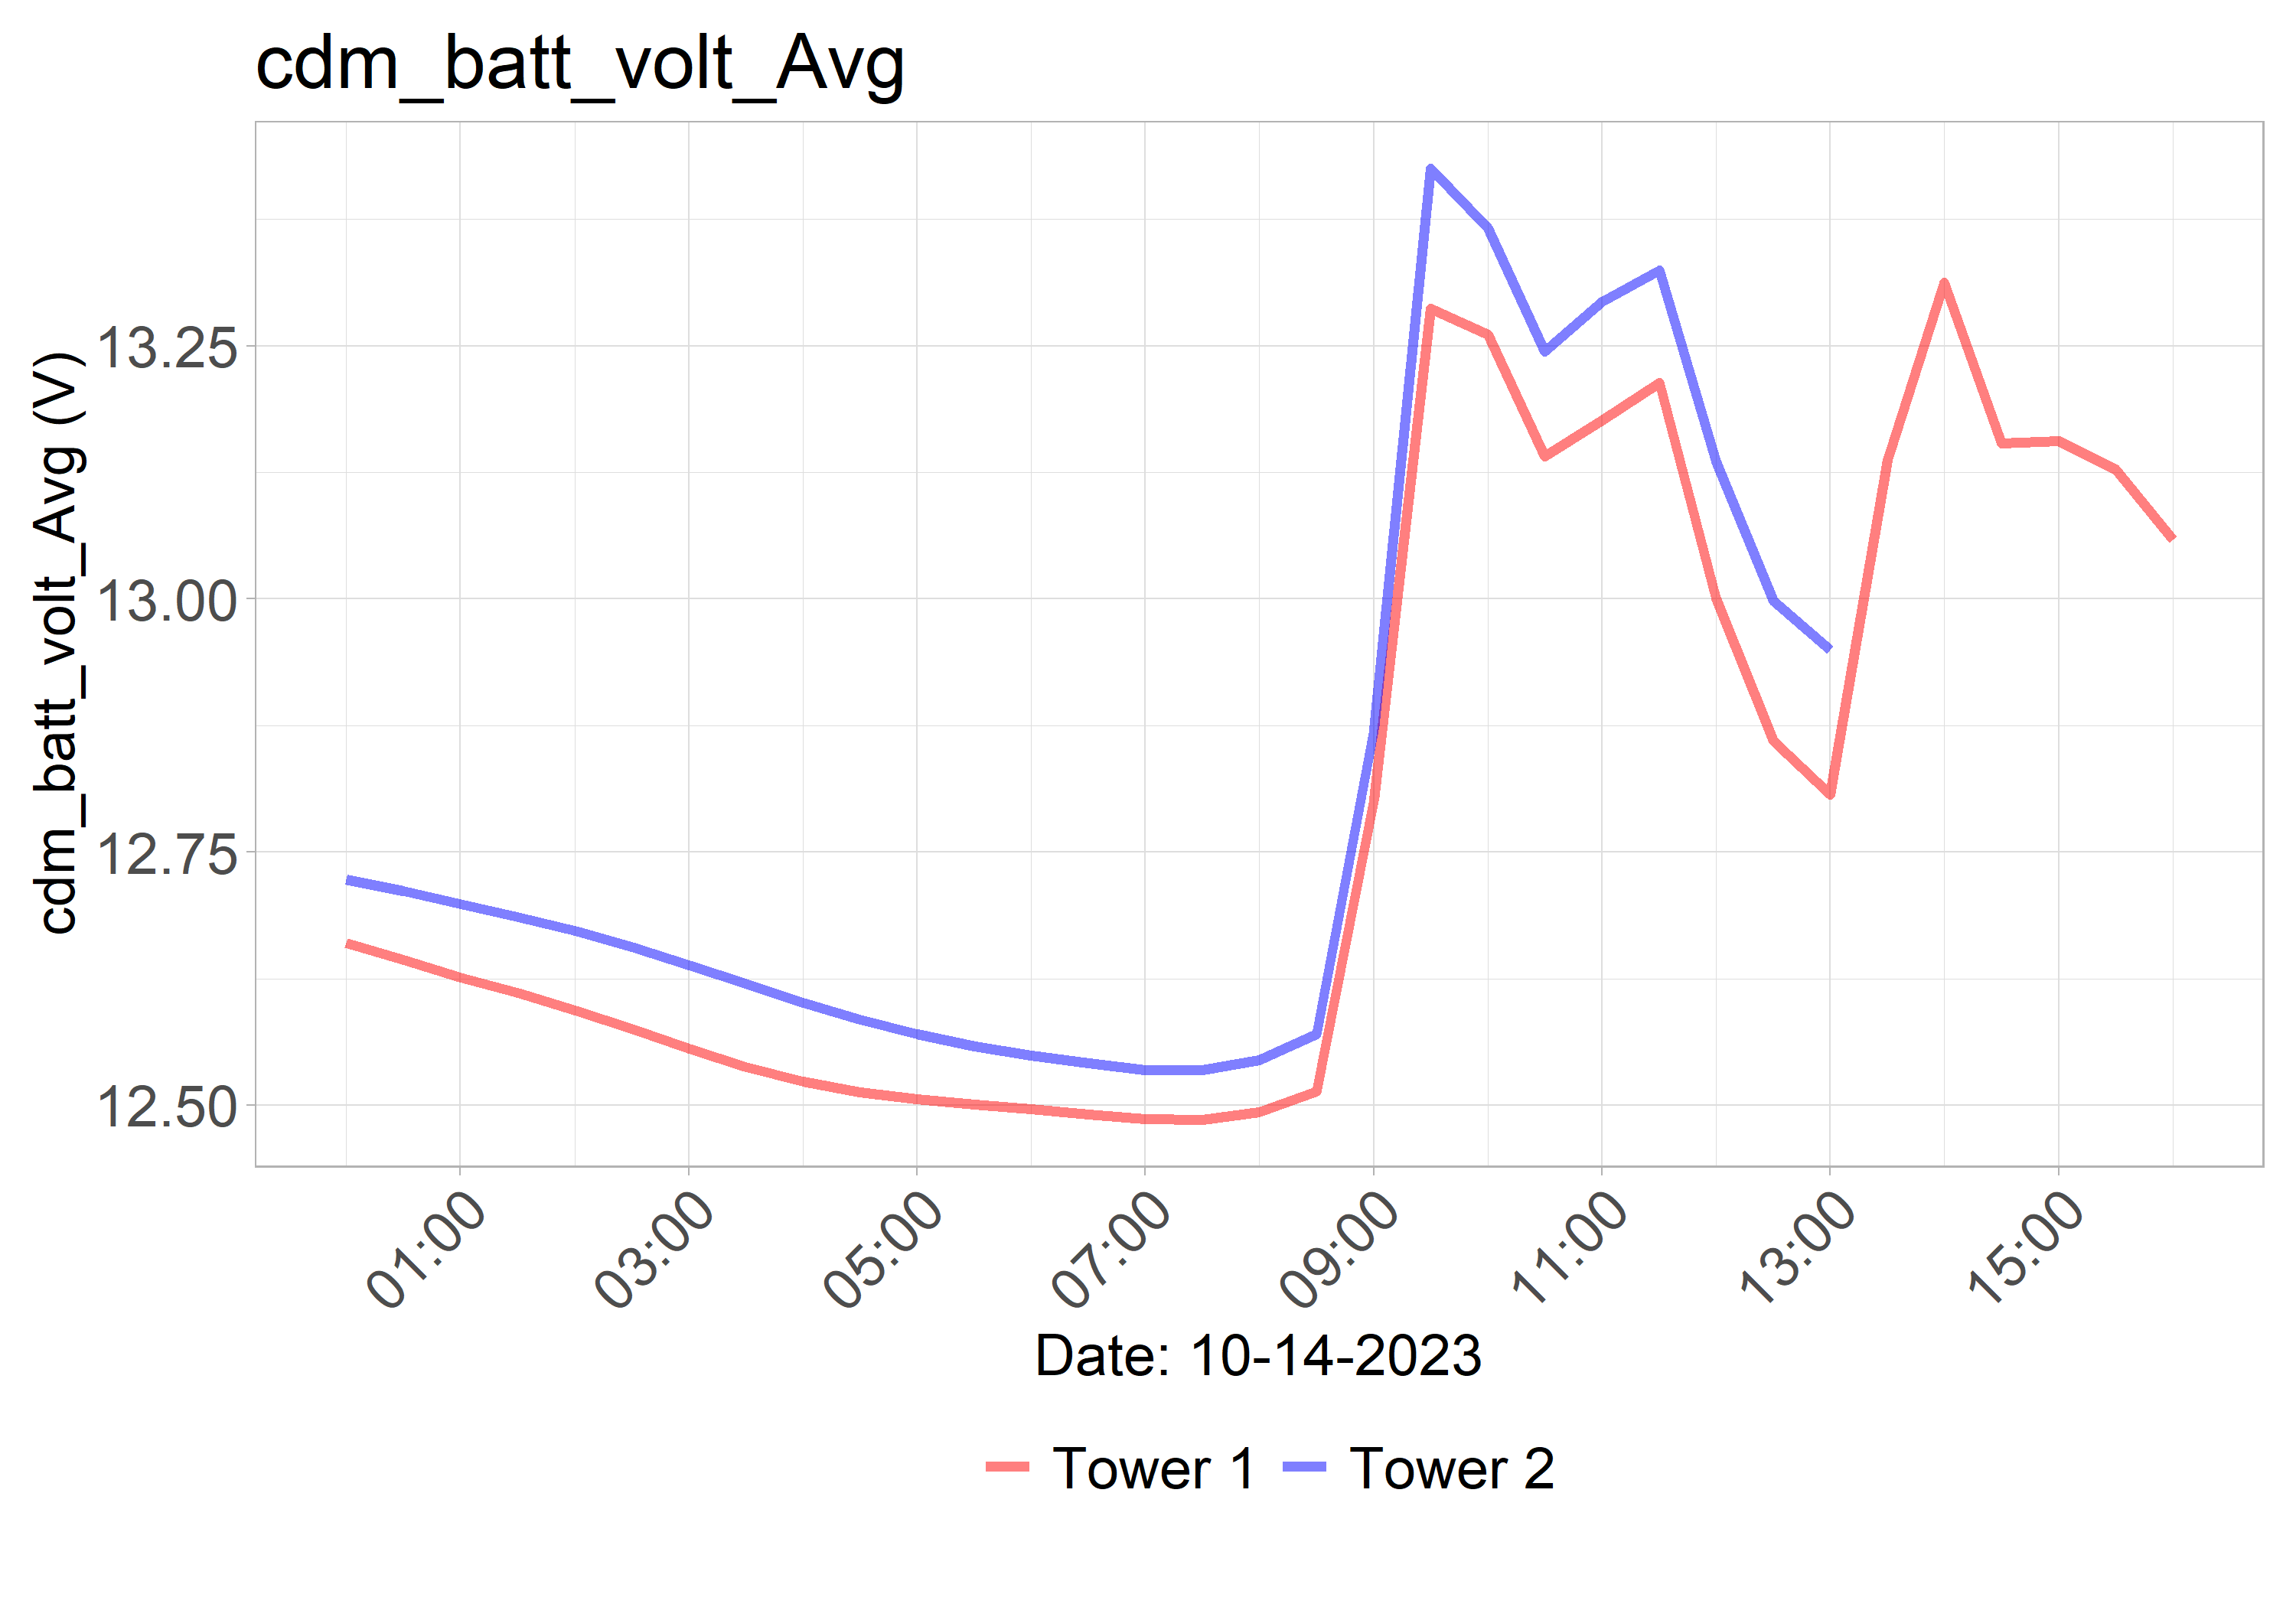 cdm_batt_volt_Avg
cdm_batt_volt_Avg (V)
13.25
13.00
12.75
12.50
01:00 03:00 05:00 07:00 09:00 11:00 13:00 15:00
Date: 10-14-2023
Tower 1 Tower 2